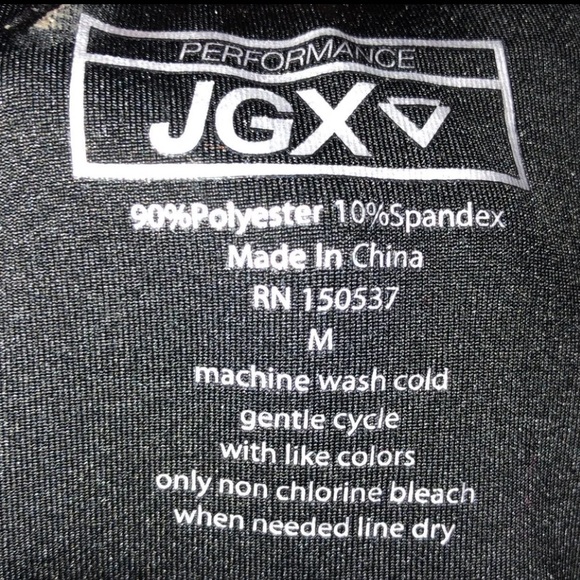 PERFORMANCE
JGX
90%Polyester 10%Spandex
Made In China
RN 150537
M
machine wash cold
gentle cycle
with like colors
only non chlorine bleach
when needed line dry